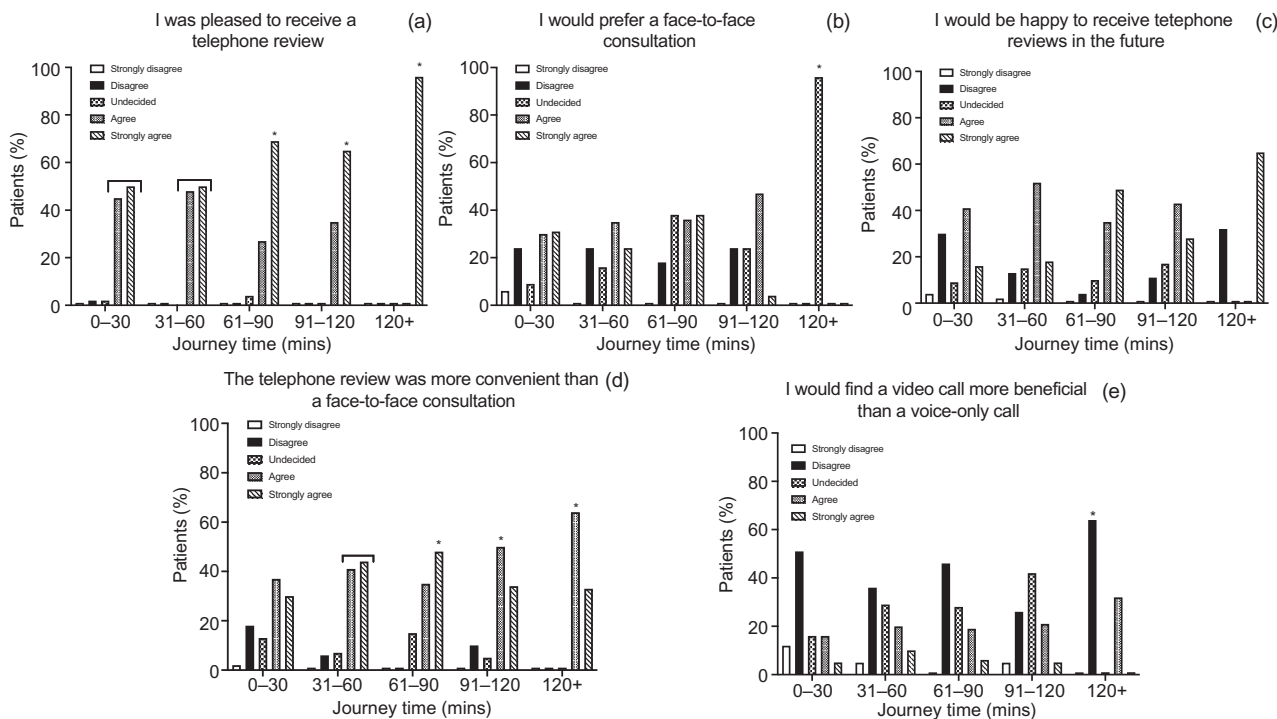 I was pleased to receive a
telephone review
(a)
Strongly disagree
Disagree
Undecided
Agree
Strongly agree
Patients (%)
100
80
60
40
20
0
*
*
*
0–30
31–60
61–90
91–120
120+
Journey time (mins)
I would prefer a face-to-face
consultation
(b)
Strongly disagree
Disagree
Undecided
Agree
Strongly agree
Patients (%)
100
80
60
40
20
0
*
0–30
31–60
61–90
91–120
120+
Journey time (mins)
I would be happy to receive tetephone
reviews in the future
(c)
Strongly disagree
Disagree
Undecided
Agree
Strongly agree
Patients (%)
100
80
60
40
20
0
0–30
31–60
61–90
91–120
120+
Journey time (mins)
The telephone review was more convenient than
a face-to-face consultation
(d)
Strongly disagree
Disagree
Undecided
Agree
Strongly agree
Patients (%)
100
80
60
40
20
0
*
*
*
0–30
31–60
61–90
91–120
120+
Journey time (mins)
I would find a video call more beneficial
than a voice-only call
(e)
Strongly disagree
Disagree
Undecided
Agree
Strongly agree
Patients (%)
100
80
60
40
20
0
*
0–30
31–60
61–90
91–120
120+
Journey time (mins)